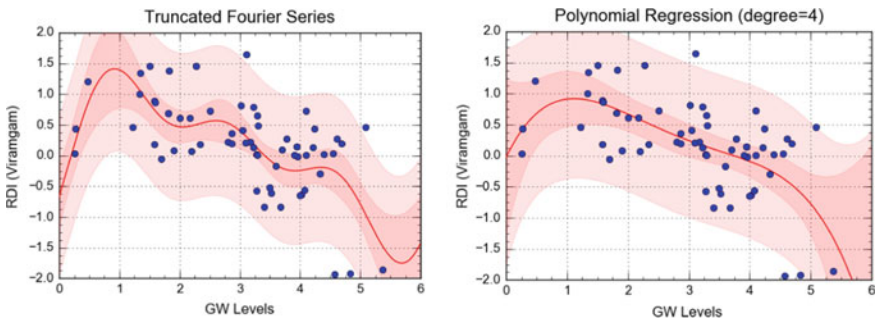 Truncated Fourier Series
2.0
1.5
1.0
0.5
0.0
−0.5
−1.0
−1.5
−2.0
RDI (Viramgam)
0 1 2 3 4 5 6
GW Levels
Polynomial Regression (degree=4)
2.0
1.5
1.0
0.5
0.0
−0.5
−1.0
−1.5
−2.0
RDI (Viramgam)
0 1 2 3 4 5 6
GW Levels